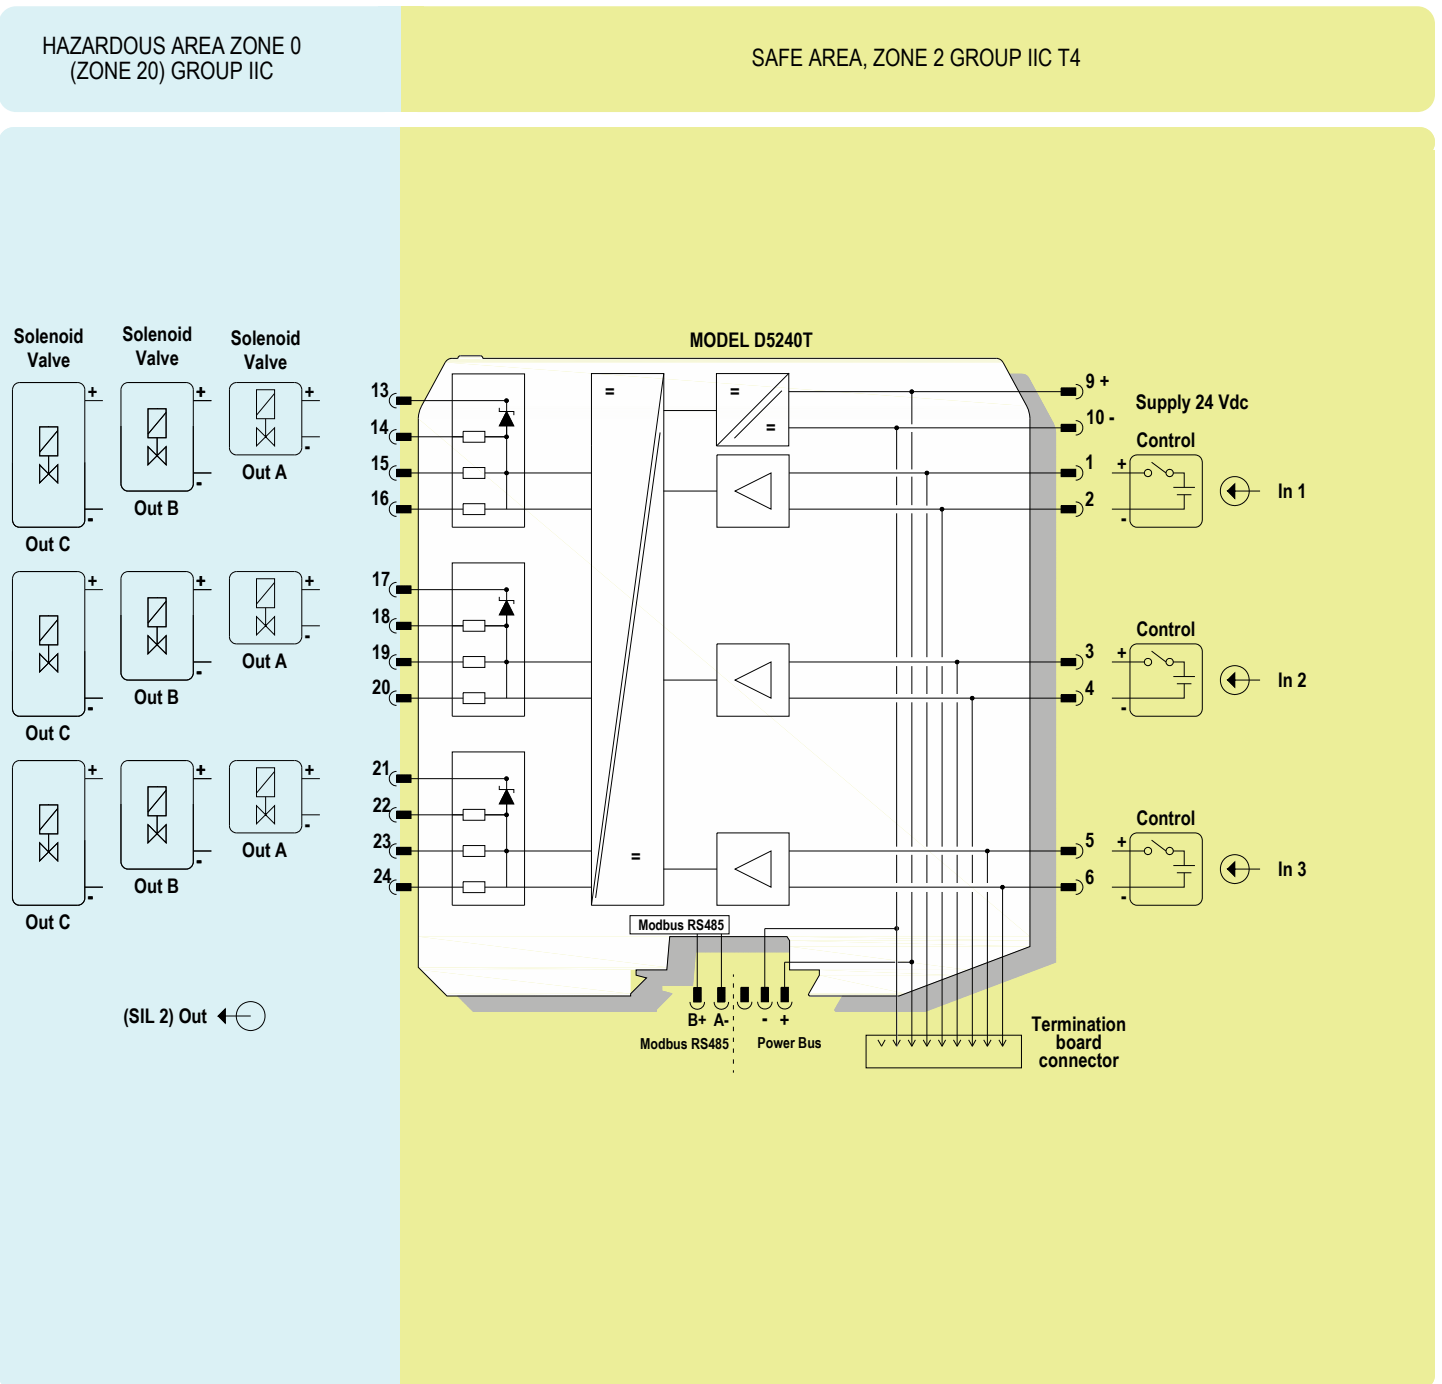 HAZARDOUS AREA ZONE 0
(ZONE 20) GROUP IIC
SAFE AREA, ZONE 2 GROUP IIC T4
MODEL D5240T
Solenoid
Valve
Solenoid
Valve
Solenoid
Valve
+
-
Out C
+
-
Out B
+
-
Out A
+
-
Out C
+
-
Out B
+
-
Out A
+
-
Out C
+
-
Out B
+
-
Out A
13
14
15
16
17
18
19
20
21
22
23
24
=
=
=
=
9 +
10 -
Supply 24 Vdc
1
2
Control
+
-
In 1
3
4
Control
+
-
In 2
5
6
Control
+
-
In 3
Modbus RS485
B+ A-
- +
Modbus RS485
Power Bus
Termination
board
connector
(SIL 2) Out